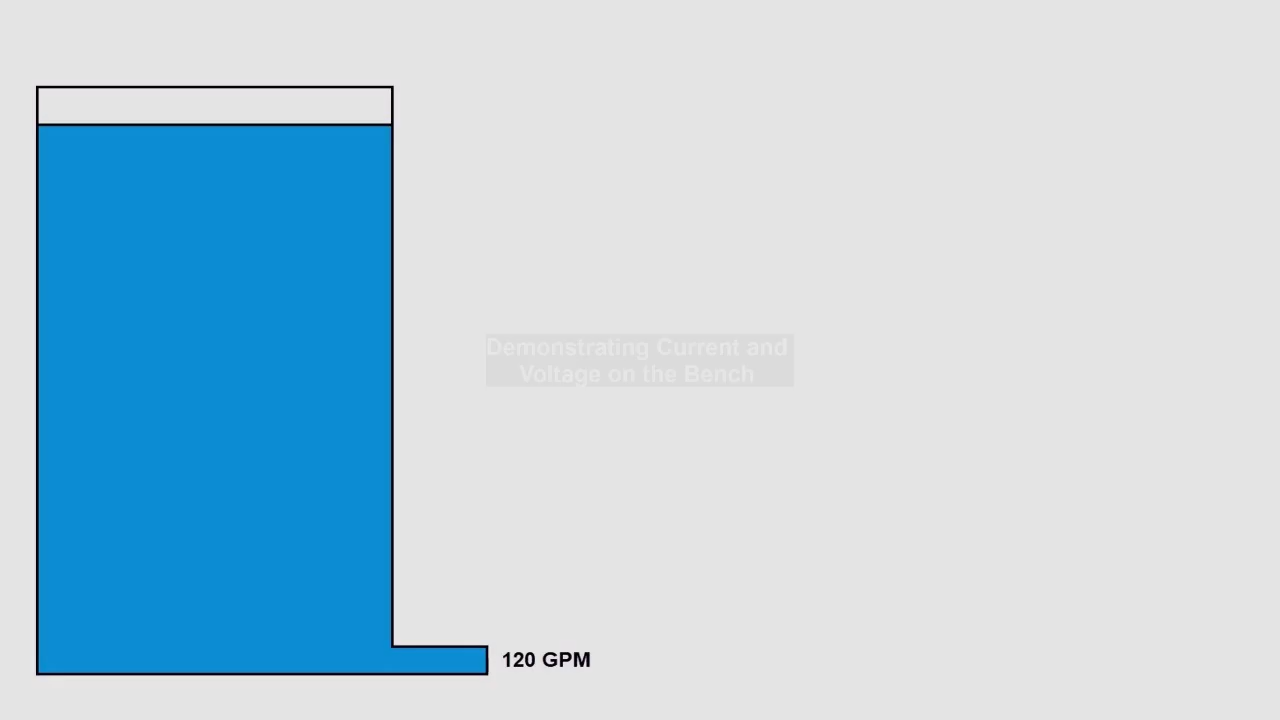 Demonstrating Current and
Voltage on the Bench
120 GPM